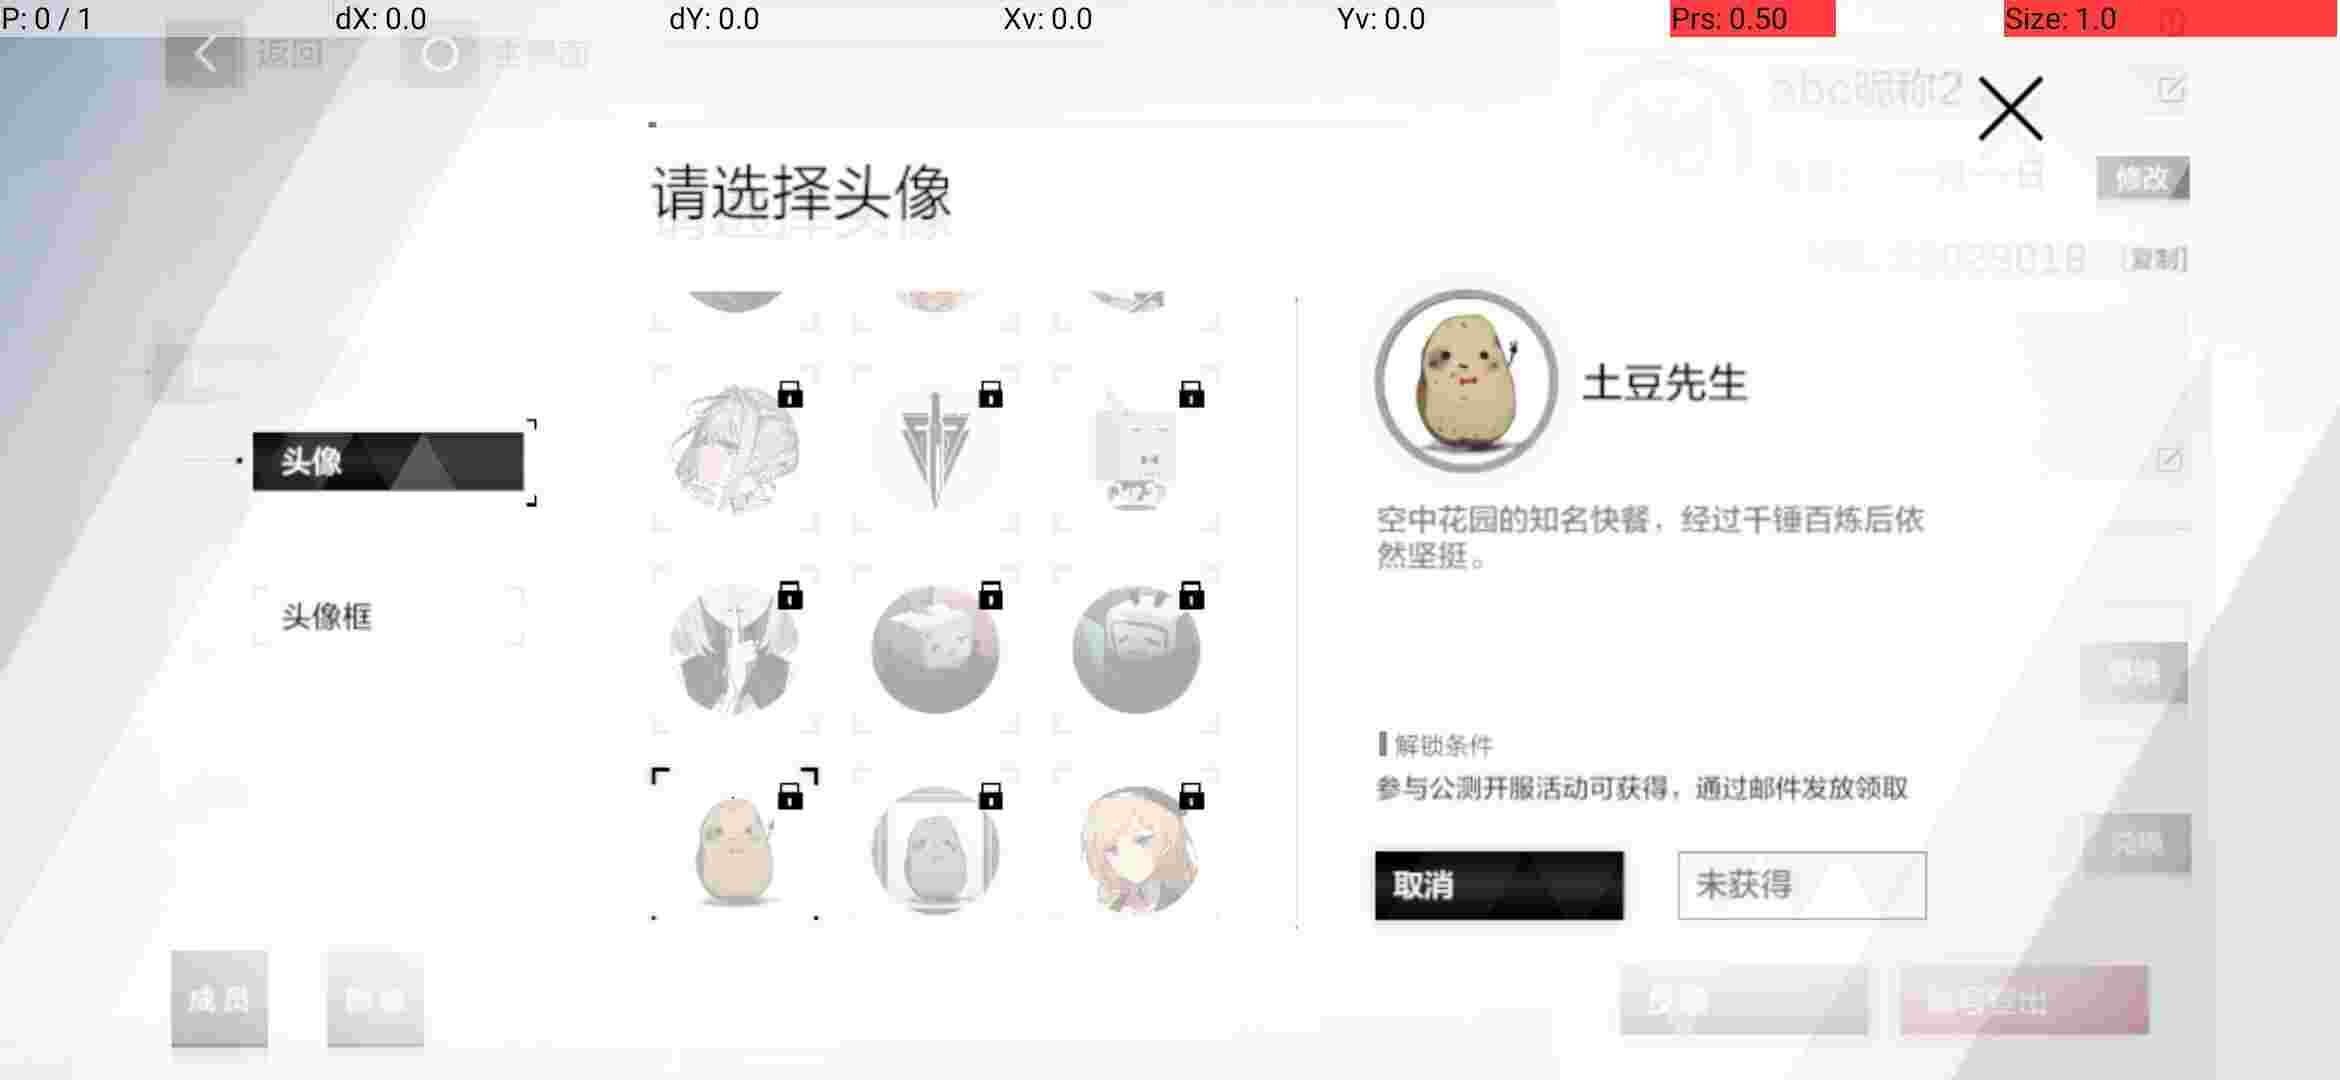 P: 0 / 1
dX: 0.0
dY: 0.0
Xv: 0.0
Yv: 0.0
Prs: 0.50
Size: 1.0
返回
主界面
abc昵称2
请选择头像
修改
[复制]
头像
头像框
土豆先生
空中花园的知名快餐，经过千锤百炼后依
然坚挺。
解锁条件
参与公测开服活动可获得，通过邮件发放领取
取消
未获得
成员